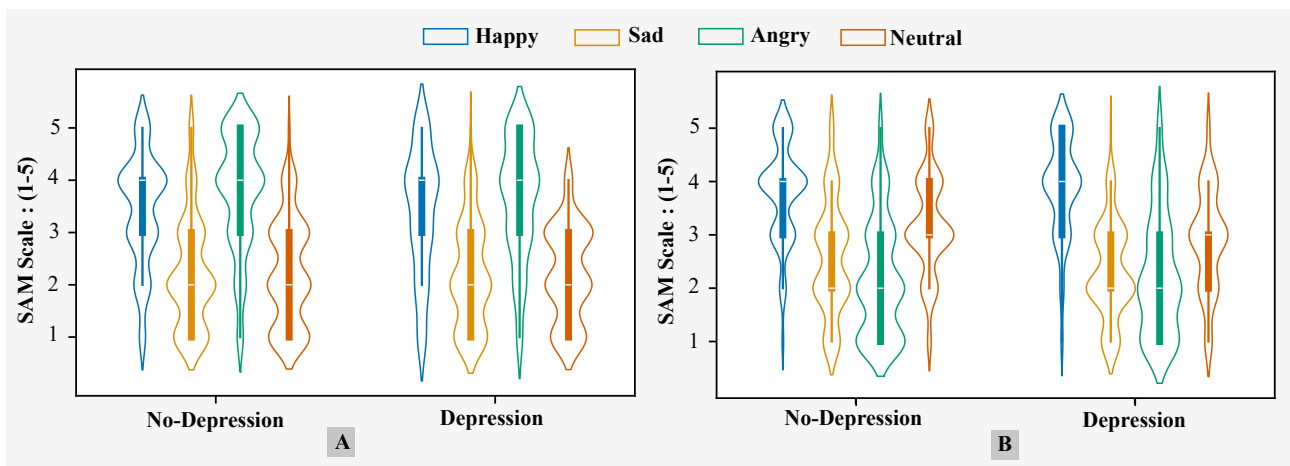 Happy Sad Angry Neutral
SAM Scale : (1-5)
5
4
3
2
1
No-Depression Depression
A
SAM Scale : (1-5)
5
4
3
2
1
No-Depression Depression
B